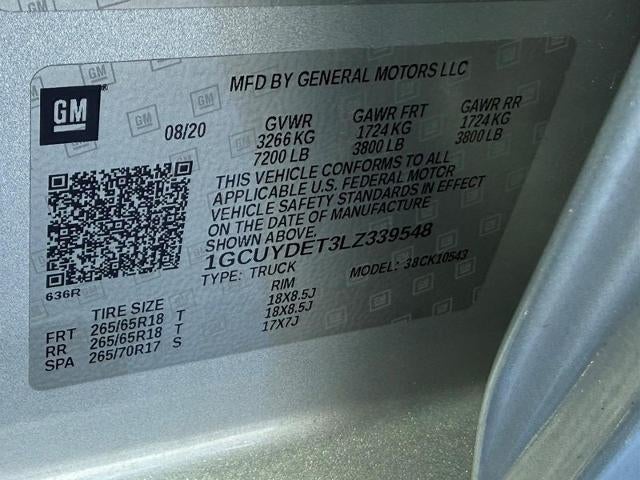 GM
MFD BY GENERAL MOTORS LLC
08/20
GVWR GAWR FRT GAWR RR
3266 KG 1724 KG 1724 KG
7200 LB 3800 LB 3800 LB
THIS VEHICLE CONFORMS TO ALL
APPLICABLE U.S. FEDERAL MOTOR
VEHICLE SAFETY STANDARDS IN EFFECT
ON THE DATE OF MANUFACTURE
SHOWN ABOVE.
1GCUYDET3LZ339548
TYPE: TRUCK MODEL: 38CK10543
636R
TIRE SIZE RIM
FRT 265/65R18 T 18X8.5J
RR 265/65R18 T 18X8.5J
SPA 265/70R17 S 17X7J